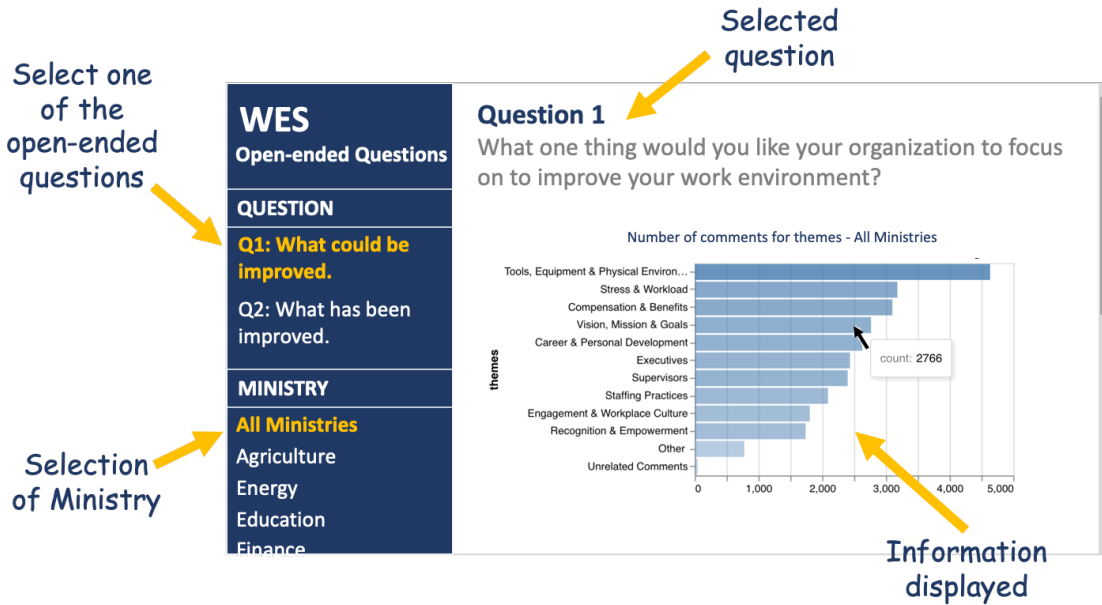 Selected
question
Select one
of the
open-ended
questions
WES
Open-ended Questions
QUESTION
Q1: What could be
improved.
Q2: What has been
improved.
MINISTRY
All Ministries
Agriculture
Energy
Education
Finance
Selection
of Ministry
Question 1
What one thing would you like your organization to focus
on to improve your work environment?
Number of comments for themes - All Ministries
themes
Tools, Equipment & Physical Environ...
Stress & Workload
Compensation & Benefits
Vision, Mission & Goals
Career & Personal Development
Executives
Supervisors
Staffing Practices
Engagement & Workplace Culture
Recognition & Empowerment
Other
Unrelated Comments
count: 2766
0 1,000 2,000 3,000 4,000 5,000
Information
displayed